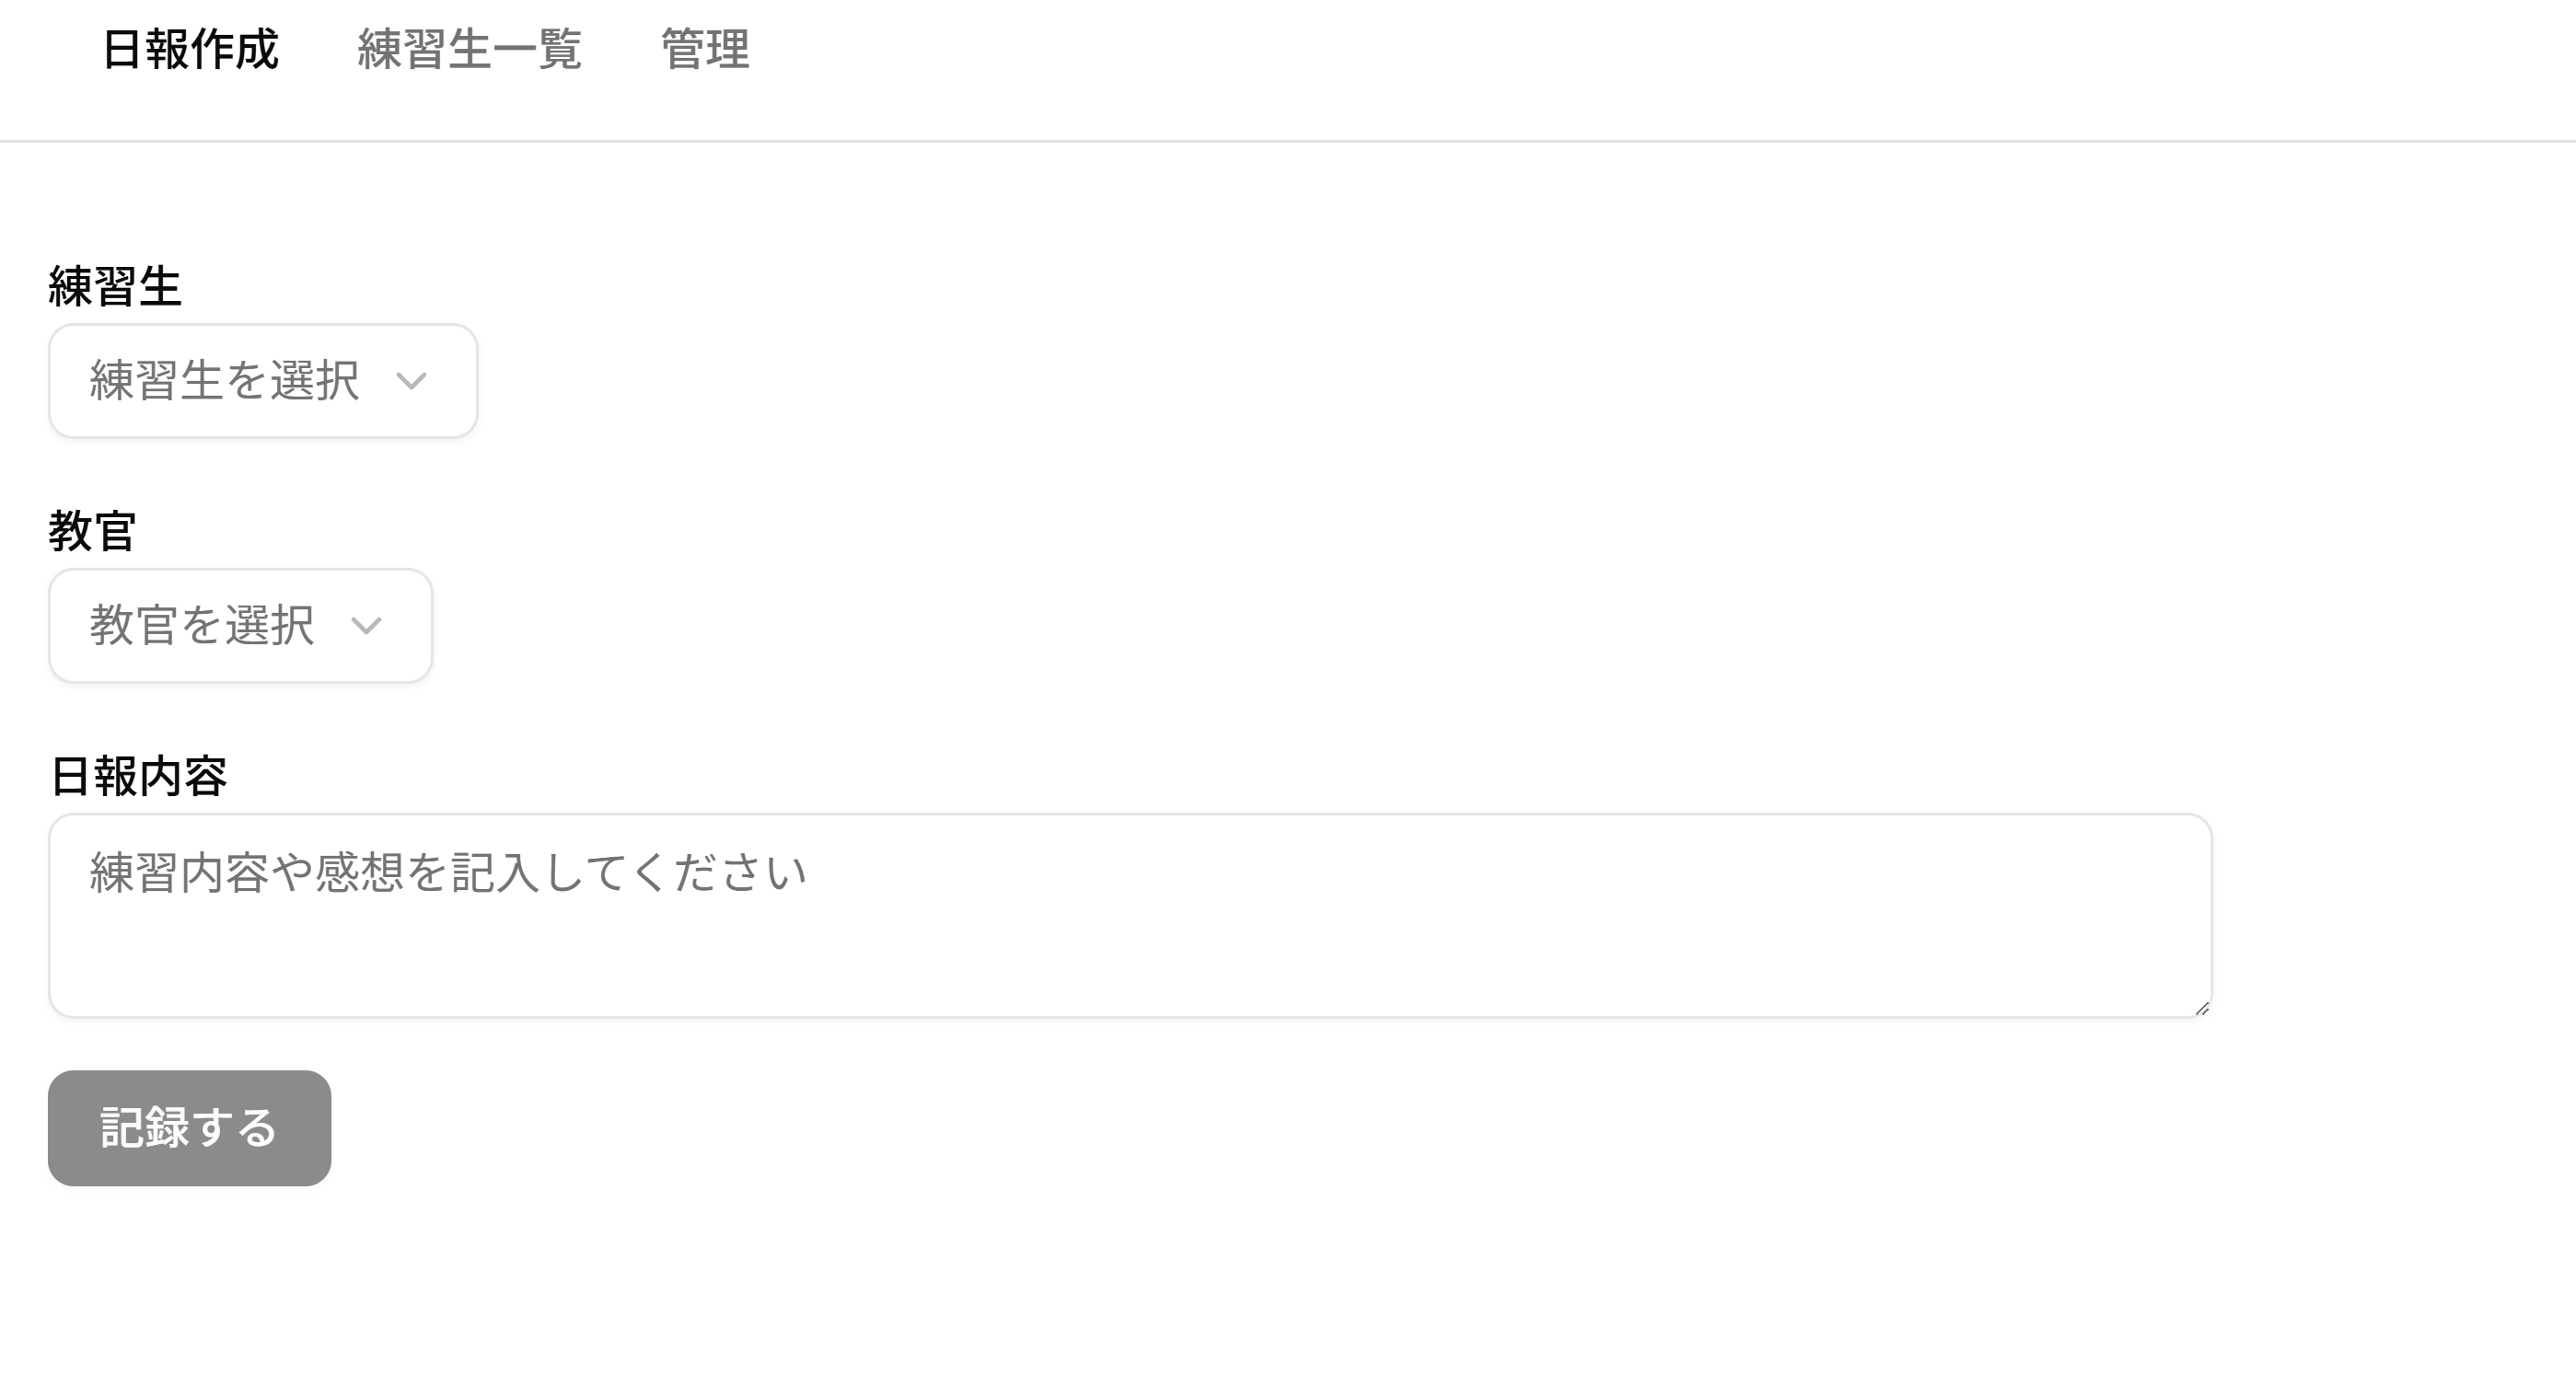 日報作成 練習生一覧 管理
練習生
練習生を選択
教官
教官を選択
日報内容
練習内容や感想を記入してください
記録する